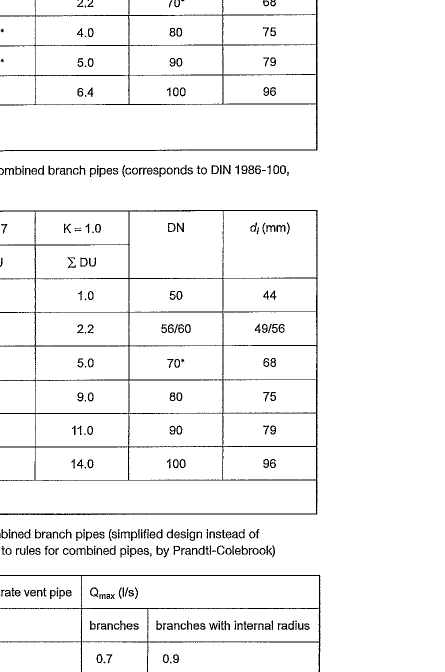 2.2 70* 68
* 4.0 80 75
* 5.0 90 79
6.4 100 96
ombined branch pipes (corresponds to DIN 1986-100,
7 K = 1.0 DN di (mm)
J ∑ DU
1.0 50 44
2.2 56/60 49/56
5.0 70* 68
9.0 80 75
11.0 90 79
14.0 100 96
bined branch pipes (simplified design instead of
to rules for combined pipes, by Prandtl-Colebrook)
rate vent pipe Qmax (l/s)
branches branches with internal radius
0.7 0.9